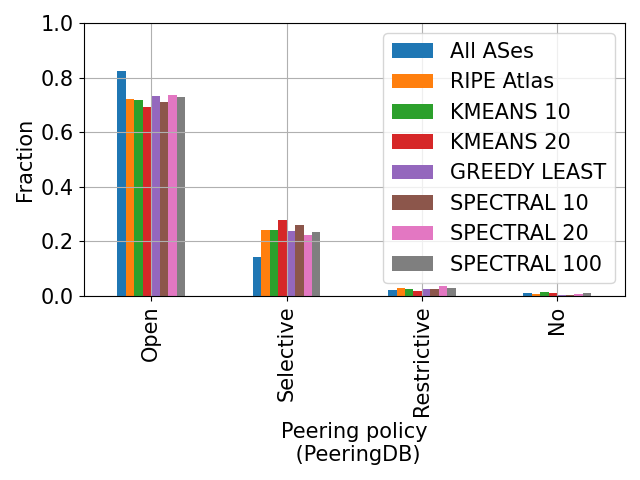 1.0
0.8
0.6
0.4
0.2
0.0
Fraction
All ASes
RIPE Atlas
KMEANS 10
KMEANS 20
GREEDY LEAST
SPECTRAL 10
SPECTRAL 20
SPECTRAL 100
Open
Selective
Restrictive
No
Peering policy
(PeeringDB)